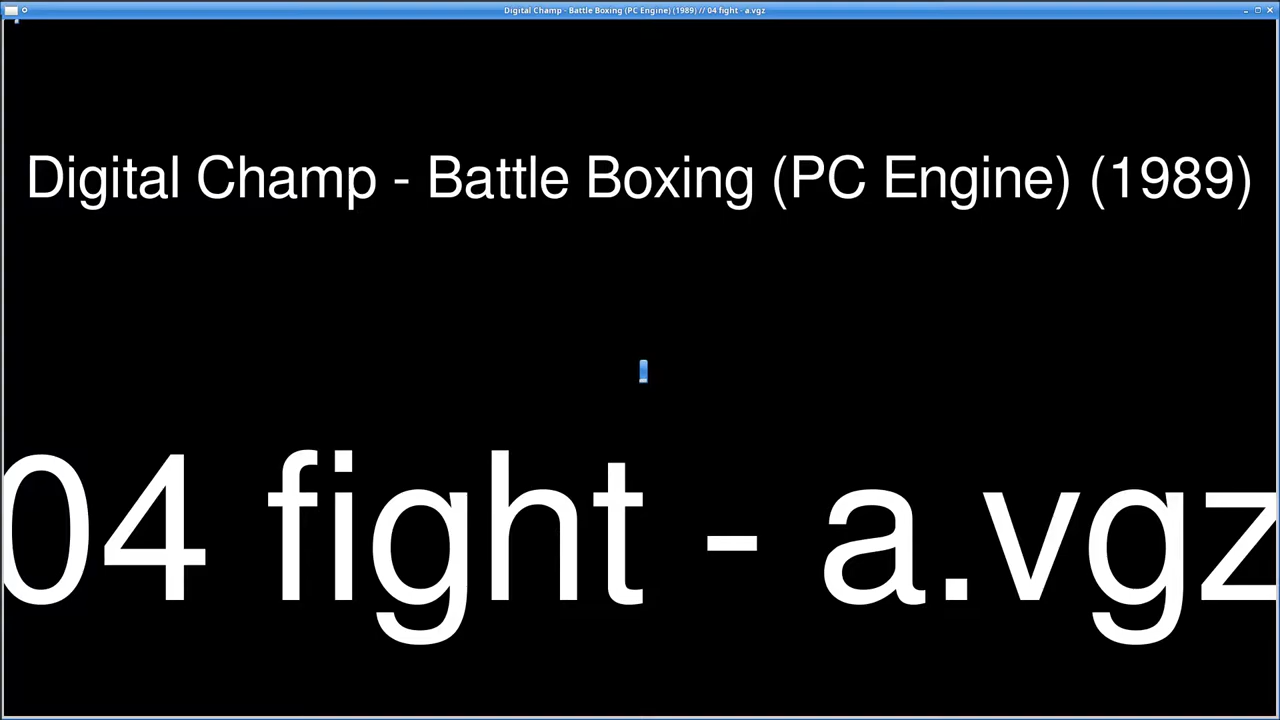 Digital Champ - Battle Boxing (PC Engine) (1989) // 04 fight - a.vgz
Digital Champ - Battle Boxing (PC Engine) (1989)
04 fight - a.vgz